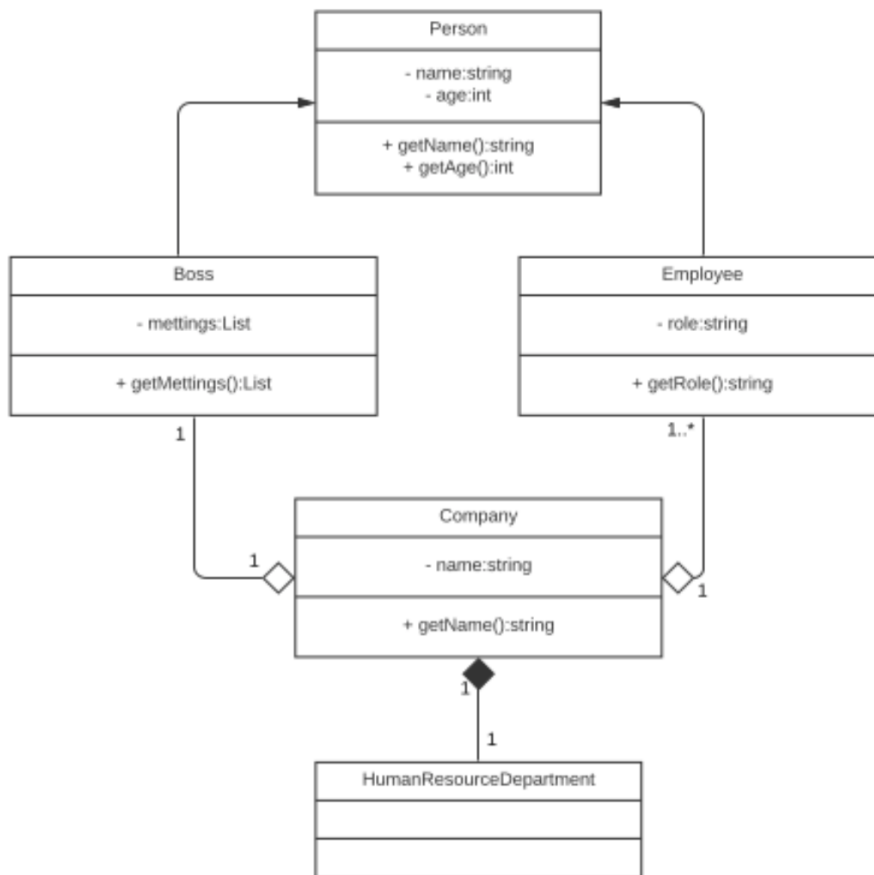 Person
- name:string
- age:int
+ getName():string
+ getAge():int
Boss
- mettings:List
+ getMettings():List
1
Employee
- role:string
+ getRole():string
1..*
Company
- name:string
+ getName():string
1
1
1
1
HumanResourceDepartment